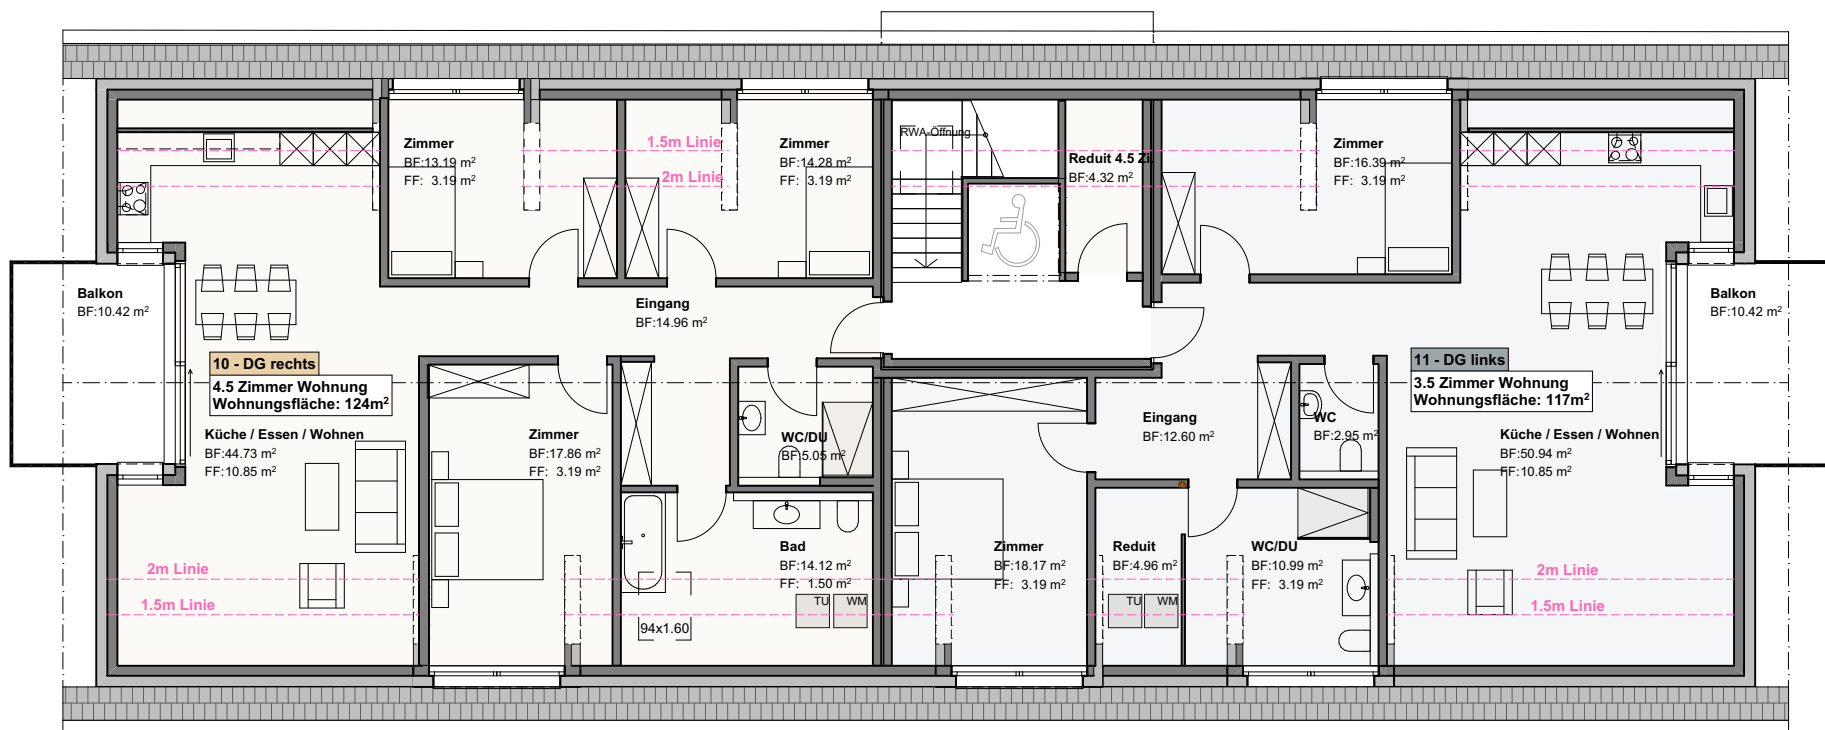 Zimmer
BF:13.19 m²
FF: 3.19 m²
1.5m Linie
2m Linie
Zimmer
BF:14.28 m²
FF: 3.19 m²
RWA-Öffnung
Reduit 4.5 Zi.
BF:4.32 m²
Zimmer
BF:16.39 m²
FF: 3.19 m²
Balkon
BF:10.42 m²
Eingang
BF:14.96 m²
Balkon
BF:10.42 m²
10 - DG rechts
4.5 Zimmer Wohnung
Wohnungsfläche: 124m²
11 - DG links
3.5 Zimmer Wohnung
Wohnungsfläche: 117m²
Küche / Essen / Wohnen
BF:44.73 m²
FF:10.85 m²
Zimmer
BF:17.86 m²
FF: 3.19 m²
WC/DU
BF:5.05 m²
Eingang
BF:12.60 m²
WC
BF:2.95 m²
Küche / Essen / Wohnen
BF:50.94 m²
FF:10.85 m²
2m Linie
1.5m Linie
Bad
BF:14.12 m²
FF: 1.50 m²
TU
WM
94x1.60
Zimmer
BF:18.17 m²
FF: 3.19 m²
Reduit
BF:4.96 m²
TU
WM
WC/DU
BF:10.99 m²
FF: 3.19 m²
2m Linie
1.5m Linie